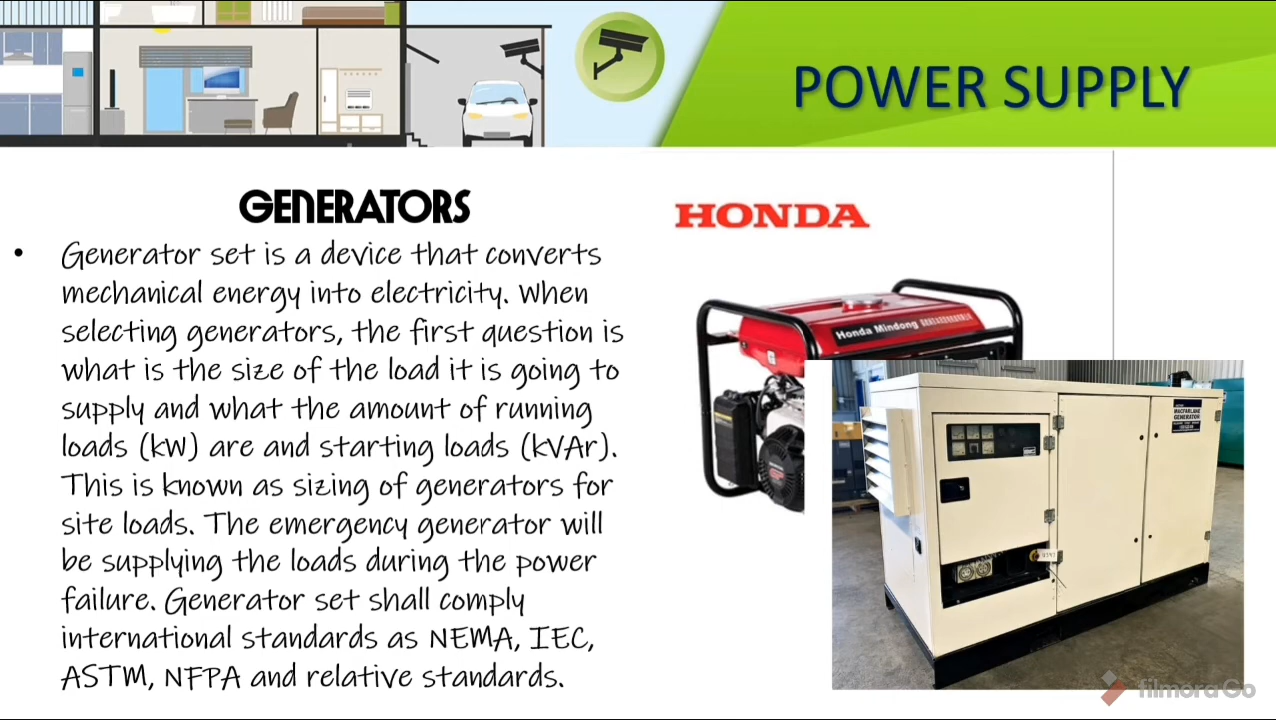 POWER SUPPLY
GENERATORS
• Generator set is a device that converts
mechanical energy into electricity. When
selecting generators, the first question is
what is the size of the load it is going to
supply and what the amount of running
loads (kW) are and starting loads (kVAr).
This is known as sizing of generators for
site loads. The emergency generator will
be supplying the loads during the power
failure. Generator set shall comply
international standards as NEMA, IEC,
ASTM, NFPA and relative standards.
HONDA
Honda Mindong
MACFARLANE
GENERATOR
filmoraGo